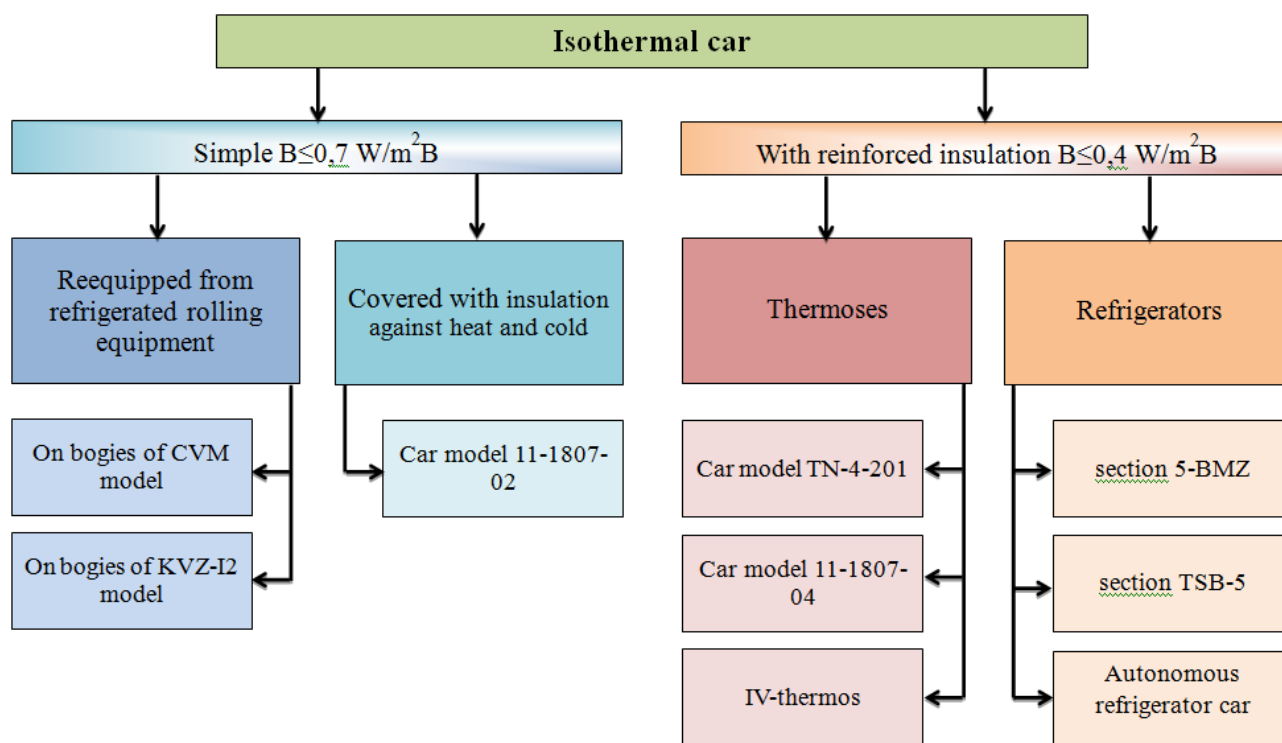 Isothermal car
Simple B≤0,7 W/m²B
With reinforced insulation B≤0,4 W/m²B
Reequipped from
refrigerated rolling
equipment
Covered with insulation
against heat and cold
Thermoses
Refrigerators
On bogies of CVM
model
Car model 11-1807-
02
Car model TN-4-201
section 5-BMZ
On bogies of KVZ-I2
model
Car model 11-1807-
04
section TSB-5
IV-thermos
Autonomous
refrigerator car